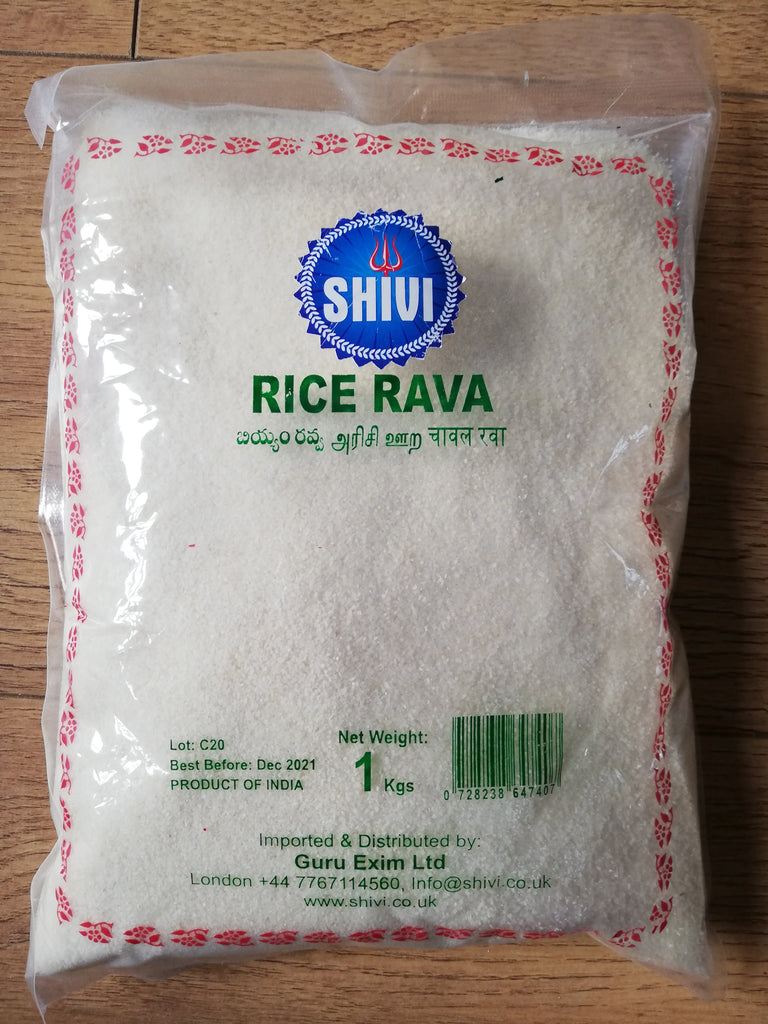 SHIVI
RICE RAVA
బియ్యం రవ్వ அரிசி ஊற चावल रवा
Lot: C20
Best Before: Dec 2021
PRODUCT OF INDIA
Net Weight:
1 Kgs
0 728238 647407
Imported & Distributed by:
Guru Exim Ltd
London +44 7767114560, Info@shivi.co.uk
www.shivi.co.uk